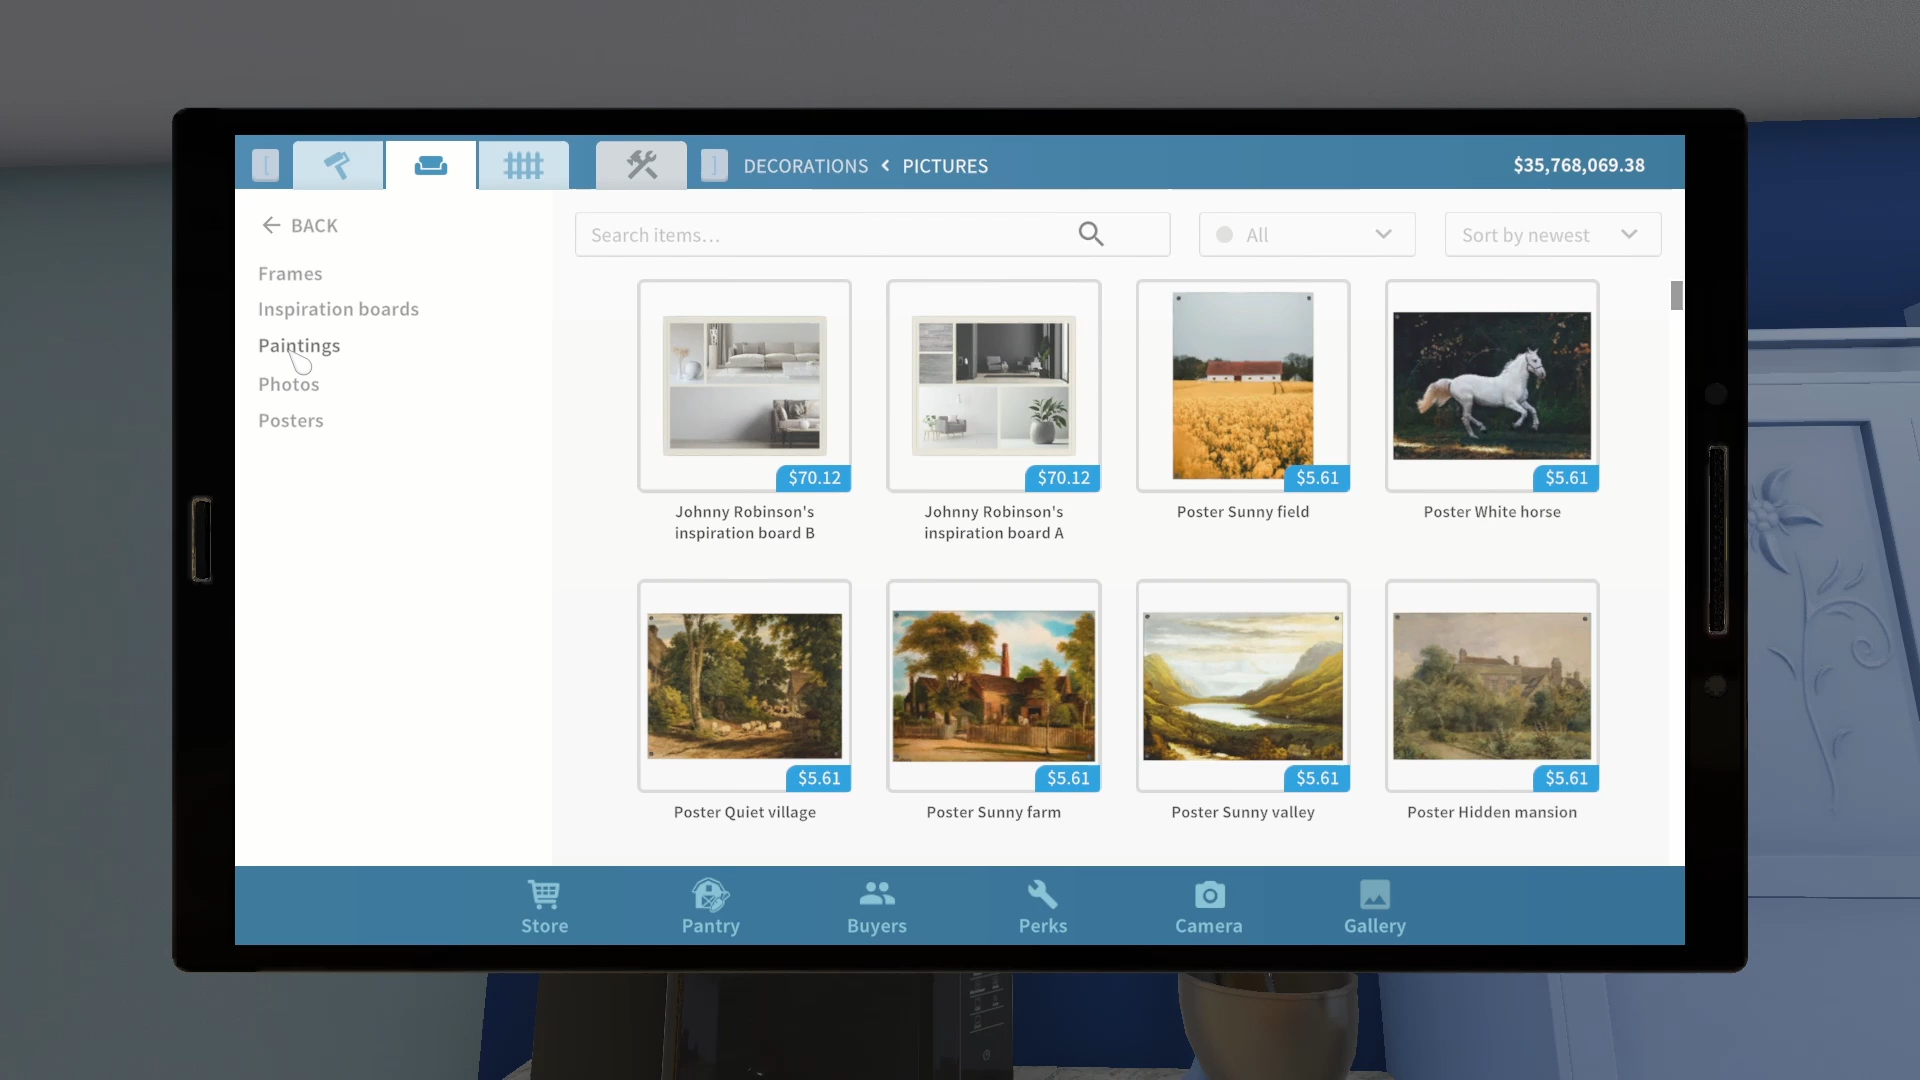 [
]
DECORATIONS < PICTURES
$35,768,069.38
BACK
Frames
Inspiration boards
Paintings
Photos
Posters
Search items...
All
Sort by newest
$70.12
Johnny Robinson's
inspiration board B
$70.12
Johnny Robinson's
inspiration board A
$5.61
Poster Sunny field
$5.61
Poster White horse
$5.61
Poster Quiet village
$5.61
Poster Sunny farm
$5.61
Poster Sunny valley
$5.61
Poster Hidden mansion
Store
Pantry
Buyers
Perks
Camera
Gallery